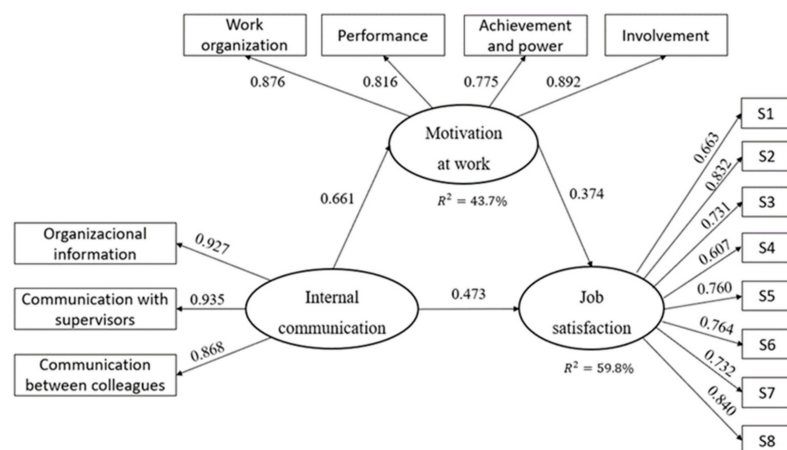 Work
organization
Performance
Achievement
and power
Involvement
0.876
0.816
0.775
0.892
Motivation
at work
R² = 43.7%
0.661
0.374
Organizacional
information
Communication with
supervisors
Communication
between colleagues
0.927
0.935
0.868
Internal
communication
0.473
Job
satisfaction
R² = 59.8%
0.663
0.832
0.731
0.607
0.760
0.764
0.732
0.840
S1
S2
S3
S4
S5
S6
S7
S8